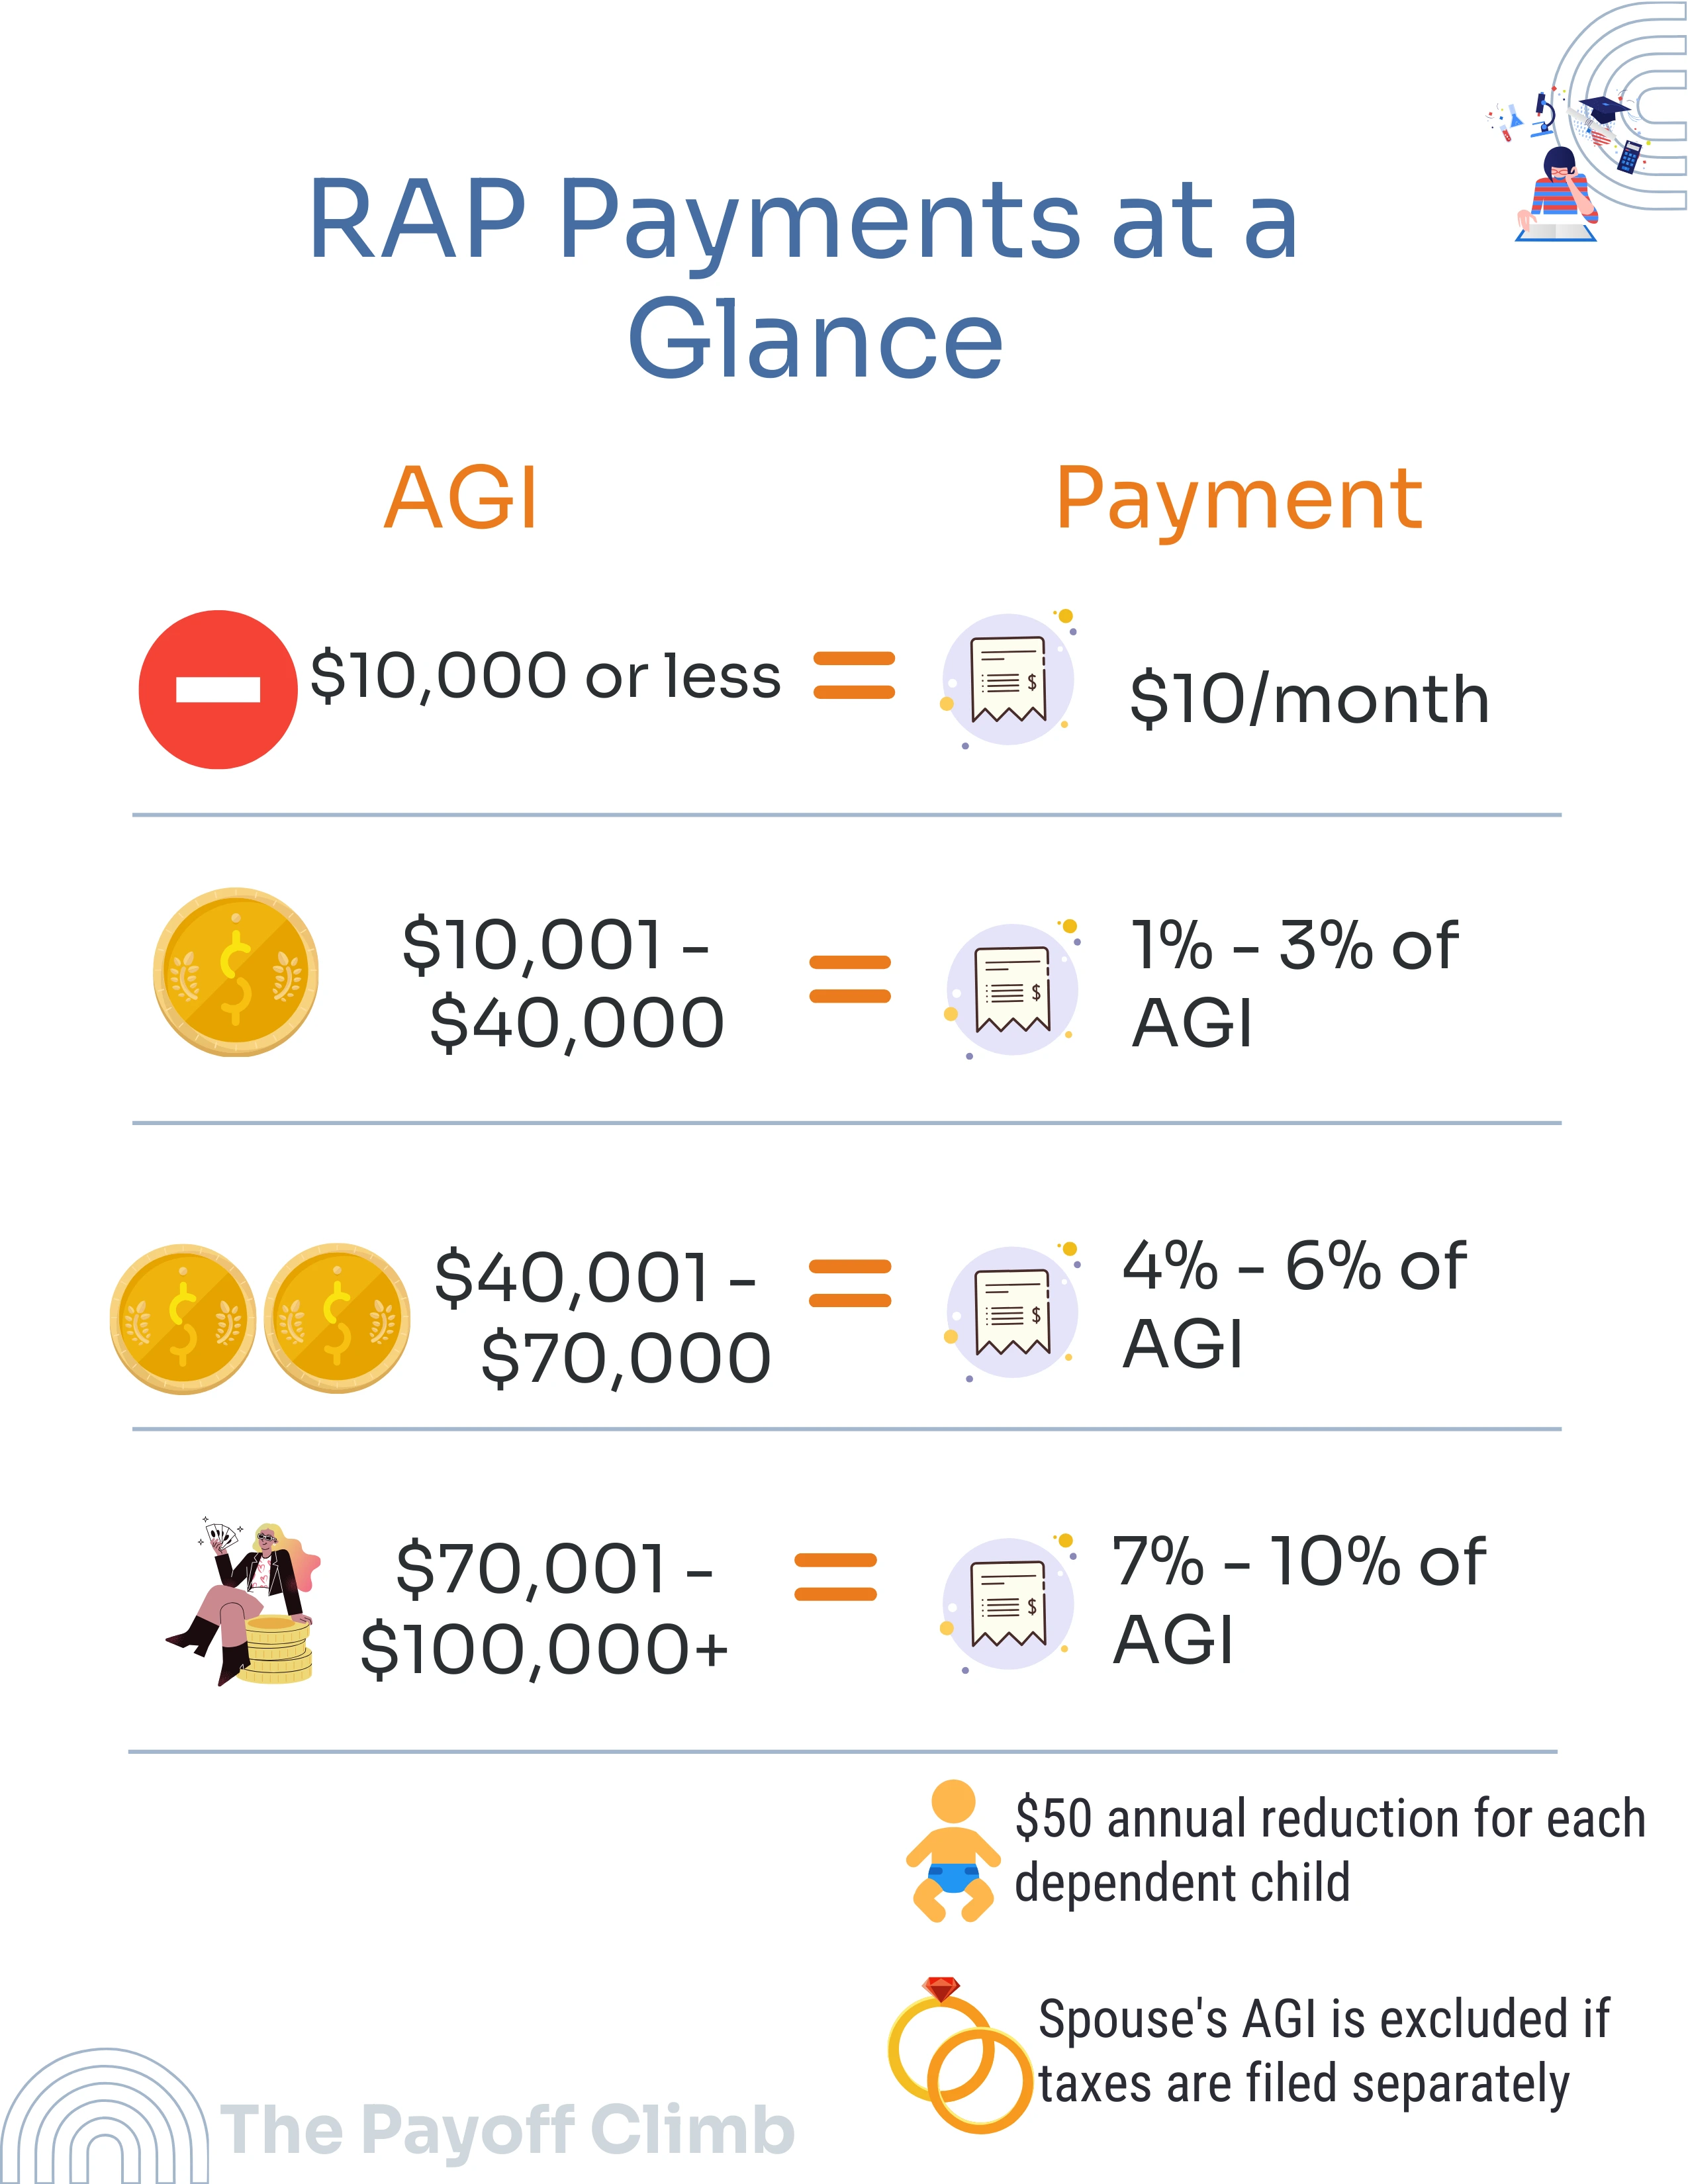 RAP Payments at a
Glance
AGI
Payment
$10,000 or less
$10/month
$10,001 -
$40,000
1% - 3% of
AGI
$40,001 -
$70,000
4% - 6% of
AGI
$70,001 -
$100,000+
7% - 10% of
AGI
$50 annual reduction for each
dependent child
Spouse's AGI is excluded if
taxes are filed separately
The Payoff Climb